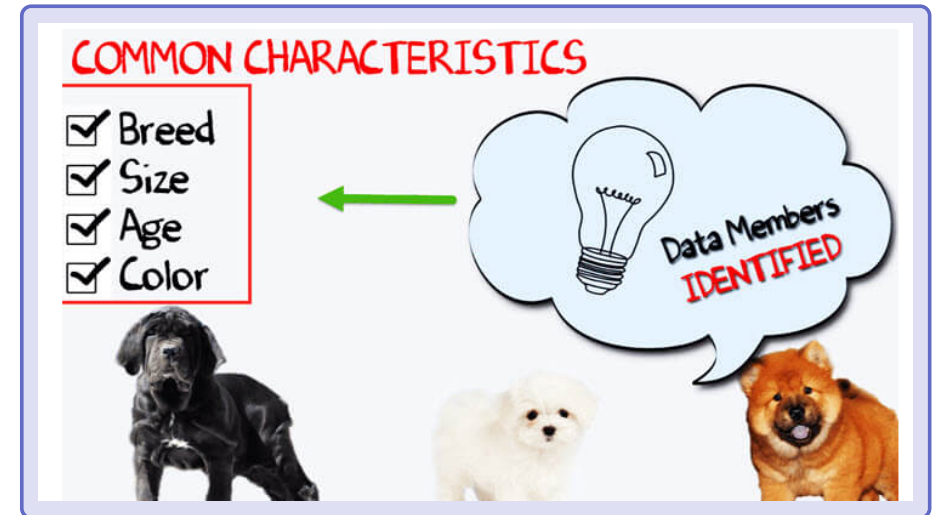 COMMON CHARACTERISTICS
Breed
Size
Age
Color
Data Members
IDENTIFIED